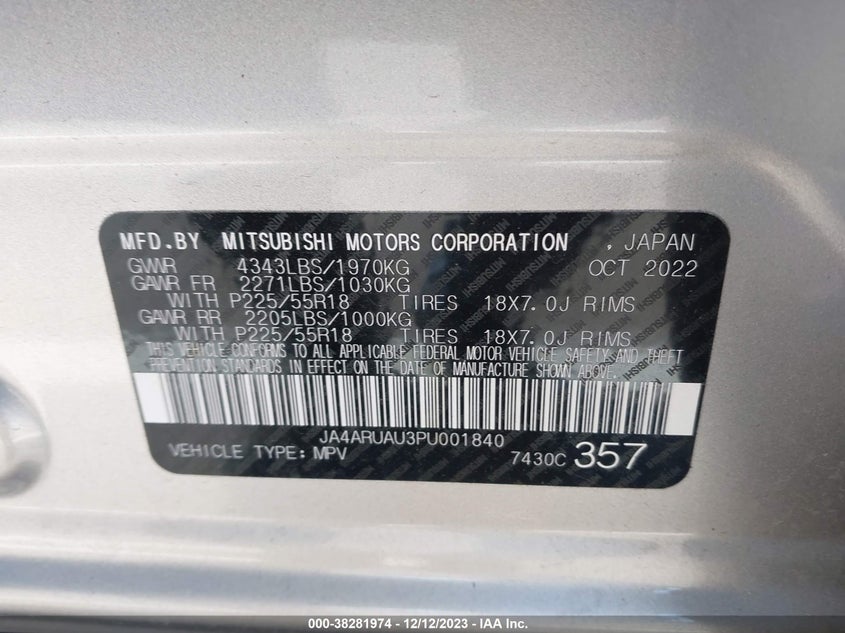 MFD.BY MITSUBISHI MOTORS CORPORATION , JAPAN
GVWR 4343LBS/1970KG OCT 2022
GAWR FR 2271LBS/1030KG
WITH P225/55R18 TIRES 18X7.0J RIMS
GAWR RR 2205LBS/1000KG
WITH P225/55R18 TIRES 18X7.0J RIMS
THIS VEHICLE CONFORMS TO ALL APPLICABLE FEDERAL MOTOR VEHICLE SAFETY AND THEFT
PREVENTION STANDARDS IN EFFECT ON THE DATE OF MANUFACTURE SHOWN ABOVE.
JA4ARUAU3PU001840
VEHICLE TYPE: MPV 7430C 357
000-38281974 - 12/12/2023 - IAA Inc.